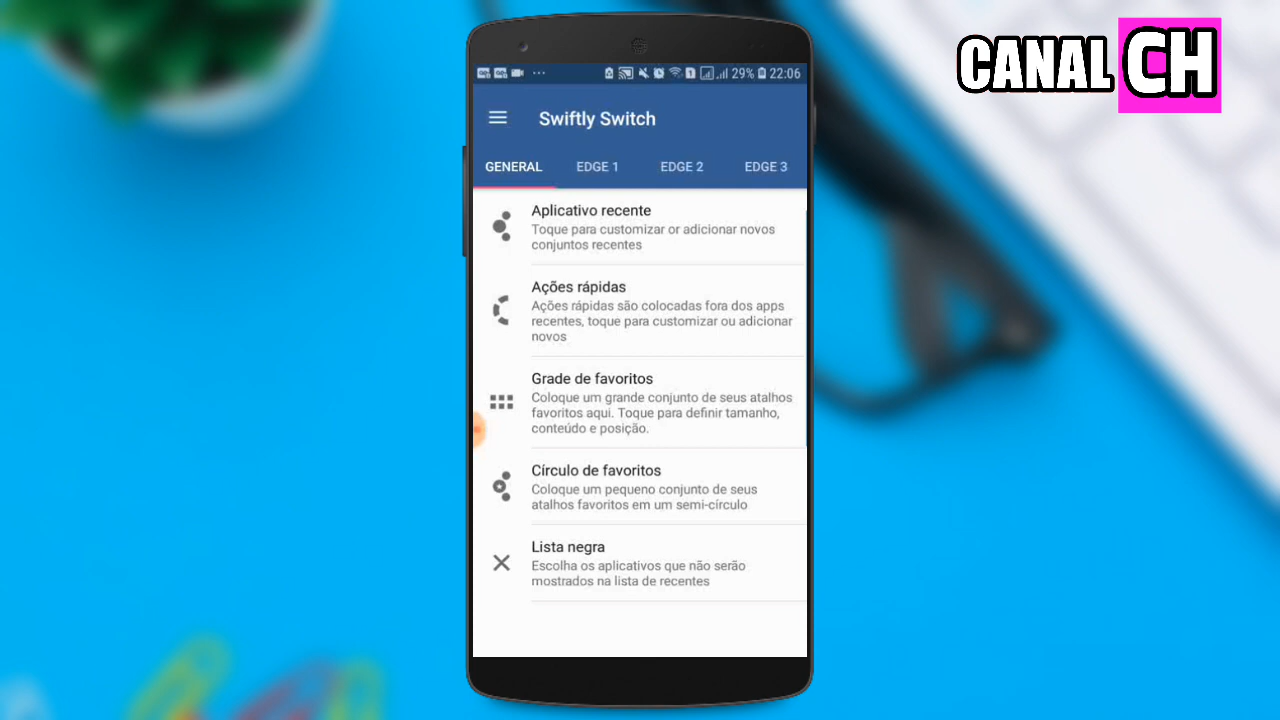 CANAL CH
29% 22:06
Swiftly Switch
GENERAL EDGE 1 EDGE 2 EDGE 3
Aplicativo recente
Toque para customizar or adicionar novos
conjuntos recentes
Ações rápidas
Ações rápidas são colocadas fora dos apps
recentes, toque para customizar ou adicionar
novos
Grade de favoritos
Coloque um grande conjunto de seus atalhos
favoritos aqui. Toque para definir tamanho,
conteúdo e posição.
Círculo de favoritos
Coloque um pequeno conjunto de seus
atalhos favoritos em um semi-círculo
Lista negra
Escolha os aplicativos que não serão
mostrados na lista de recentes